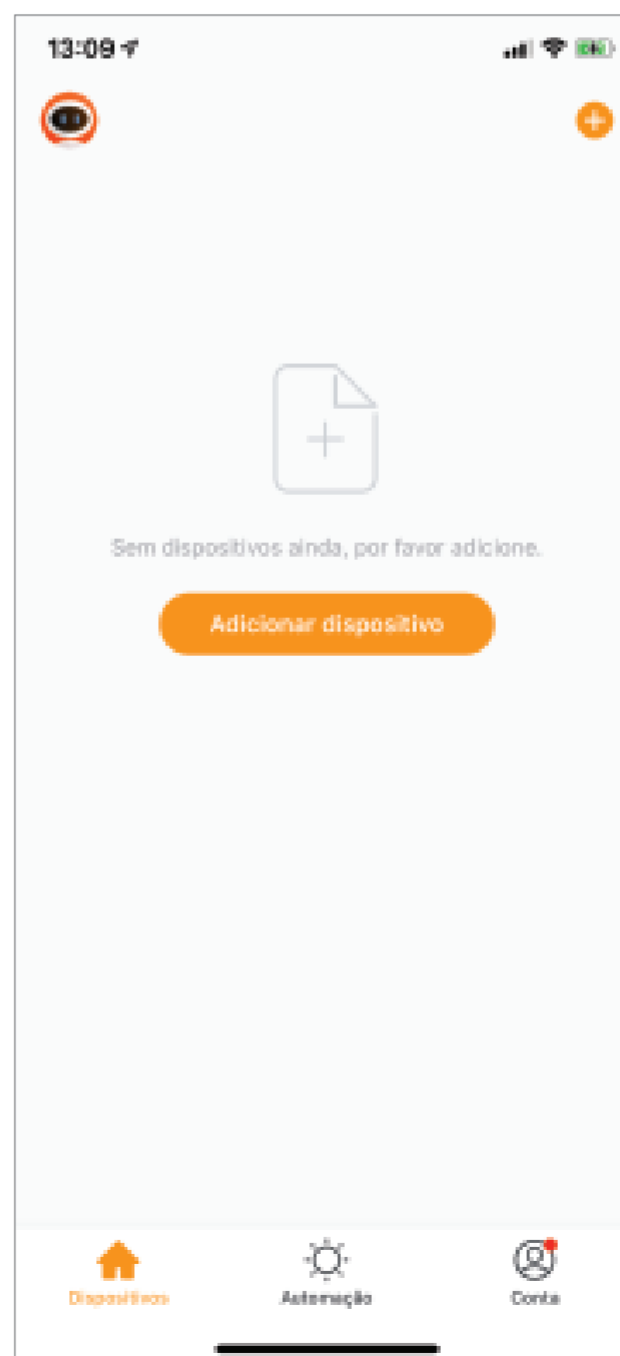 13:09
Sem dispositivos ainda, por favor adicione.
Adicionar dispositivo
Dispositivos
Automação
Conta